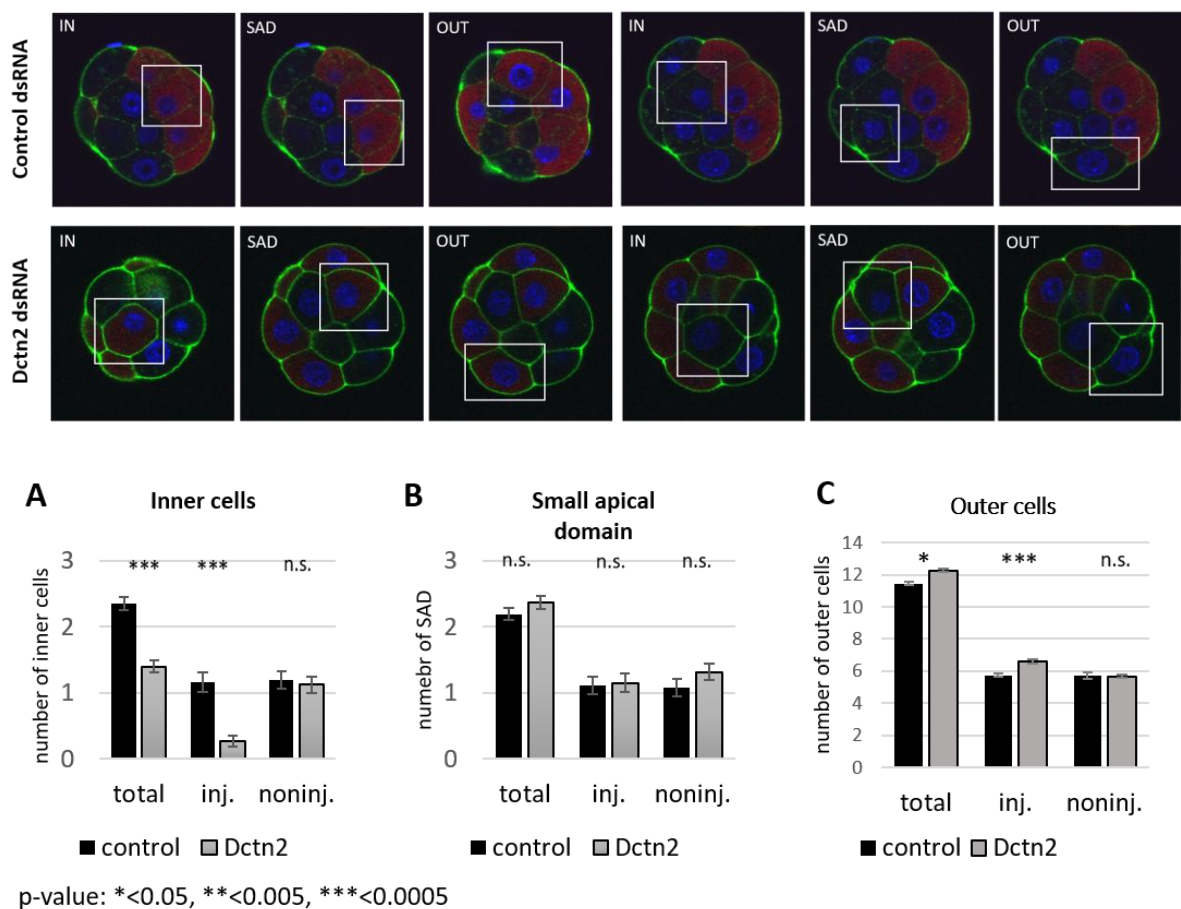 Control dsRNA
IN
SAD
OUT
IN
SAD
OUT
Dctn2 dsRNA
IN
SAD
OUT
IN
SAD
OUT
A
Inner cells
number of inner cells
3
2
1
0
***
***
n.s.
total
inj.
noninj.
control
Dctn2
B
Small apical
domain
numebr of SAD
3
2
1
0
n.s.
n.s.
n.s.
total
inj.
noninj.
control
Dctn2
C
Outer cells
number of outer cells
14
12
10
8
6
4
2
0
*
***
n.s.
total
inj.
noninj.
control
Dctn2
p-value: *<0.05, **<0.005, ***<0.0005